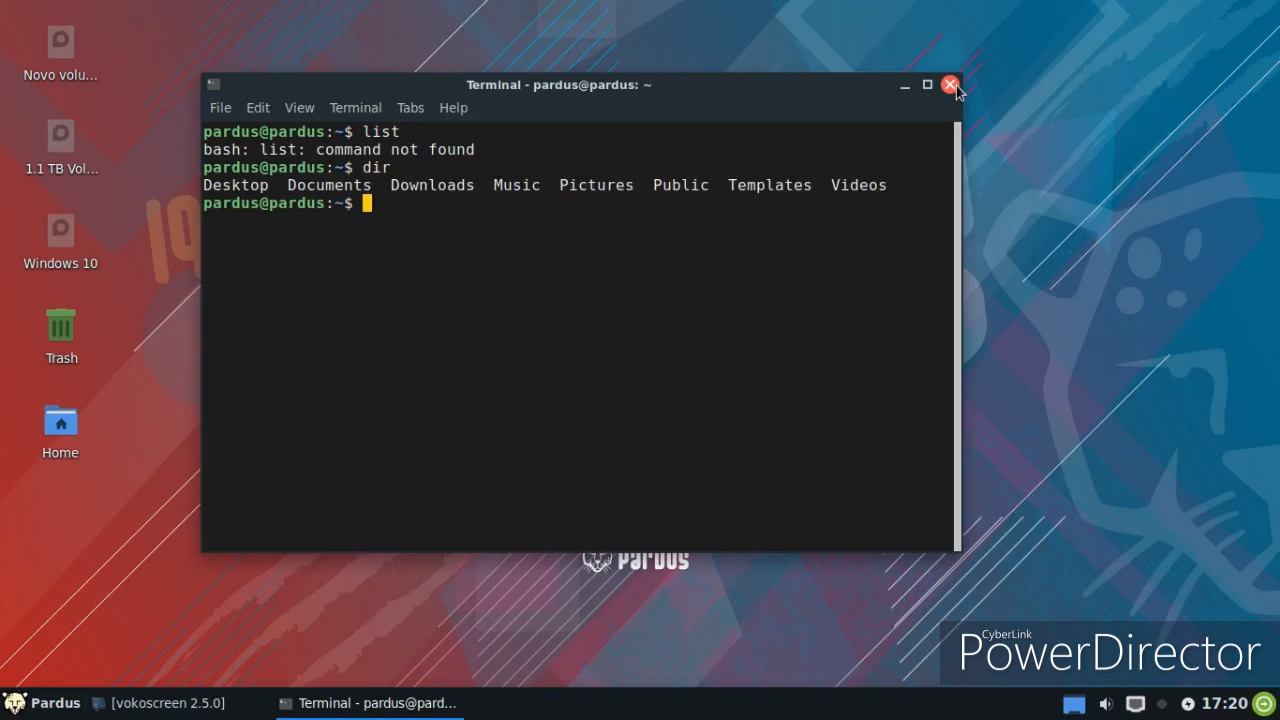 Novo volu...
1.1 TB Vol...
Windows 10
Trash
Home
Terminal - pardus@pardus: ~
File Edit View Terminal Tabs Help
pardus@pardus:~$ list
bash: list: command not found
pardus@pardus:~$ dir
Desktop Documents Downloads Music Pictures Public Templates Videos
pardus@pardus:~$
19
pardus
CyberLink
PowerDirector
Pardus
[vokoscreen 2.5.0]
Terminal - pardus@pard...
17:20